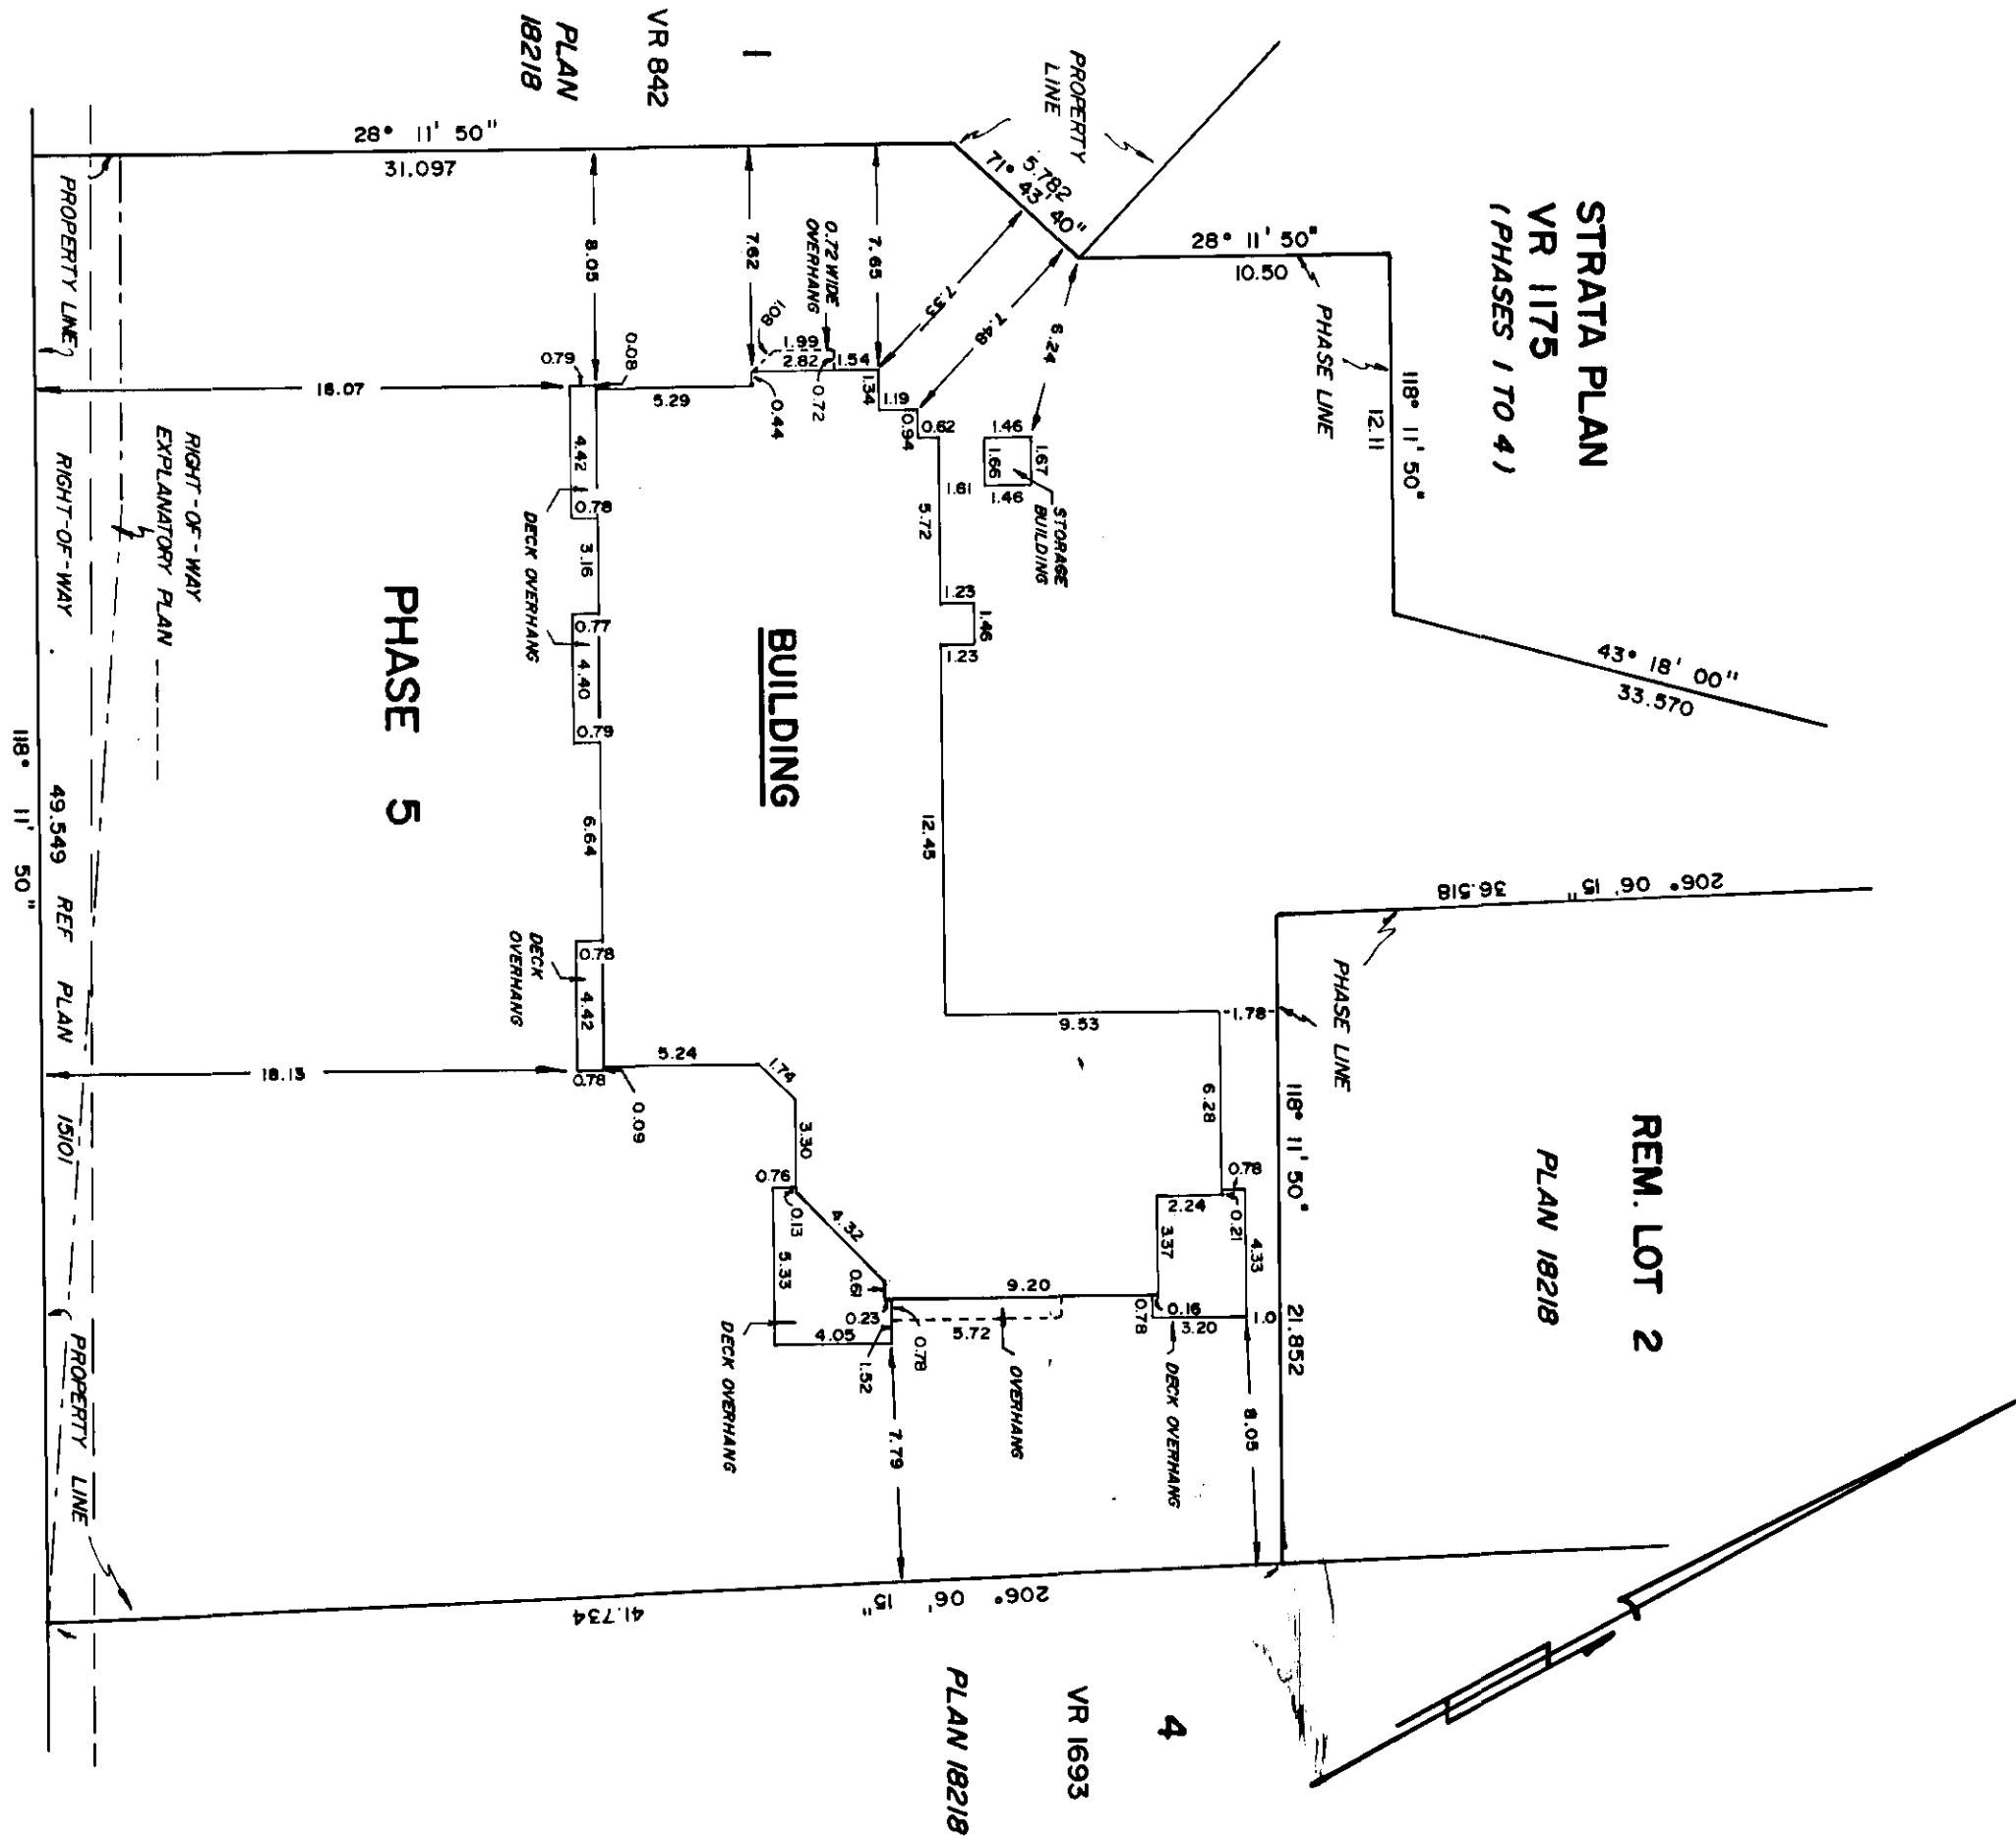 STRATA PLAN
VR 1175
(PHASES 1 TO 4)
1
VR 842
PLAN
18218
PROPERTY
LINE
28° 11' 50"
31.097
5.782
71° 43' 40"
28° 11' 50"
10.50
PHASE LINE
118° 11' 50"
12.11
43° 18' 00"
33.570
206° 06' 15"
36.518
PHASE LINE
118° 11' 50"
21.852
REM. LOT 2
PLAN 18218
8.05
7.62
7.65
7.33
7.48
6.24
0.72 WIDE
OVERHANG
1.08
1.99
2.82
1.54
0.72
0.44
1.34
1.19
0.94
0.62
1.46
1.67
1.66
1.46
STORAGE
BUILDING
1.61
5.72
1.23
1.46
1.23
12.45
9.53
1.78
6.28
0.78
0.21
2.24
3.37
4.33
1.0
0.16
0.78
3.20
8.05
DECK OVERHANG
9.20
5.72
OVERHANG
0.78
0.23
0.61
1.52
7.79
4.05
5.33
DECK OVERHANG
4.32
0.13
0.76
3.30
1.74
5.24
0.09
0.78
18.13
4.42
0.78
DECK
OVERHANG
6.64
0.79
4.40
0.77
DECK OVERHANG
3.16
0.78
4.42
0.79
0.08
5.29
18.07
BUILDING
PHASE 5
RIGHT-OF-WAY
EXPLANATORY PLAN
PROPERTY LINE
RIGHT-OF-WAY
49.549 REF PLAN 15101
118° 11' 50"
PROPERTY LINE
206° 06' 15"
41.734
4
VR 1693
PLAN 18218